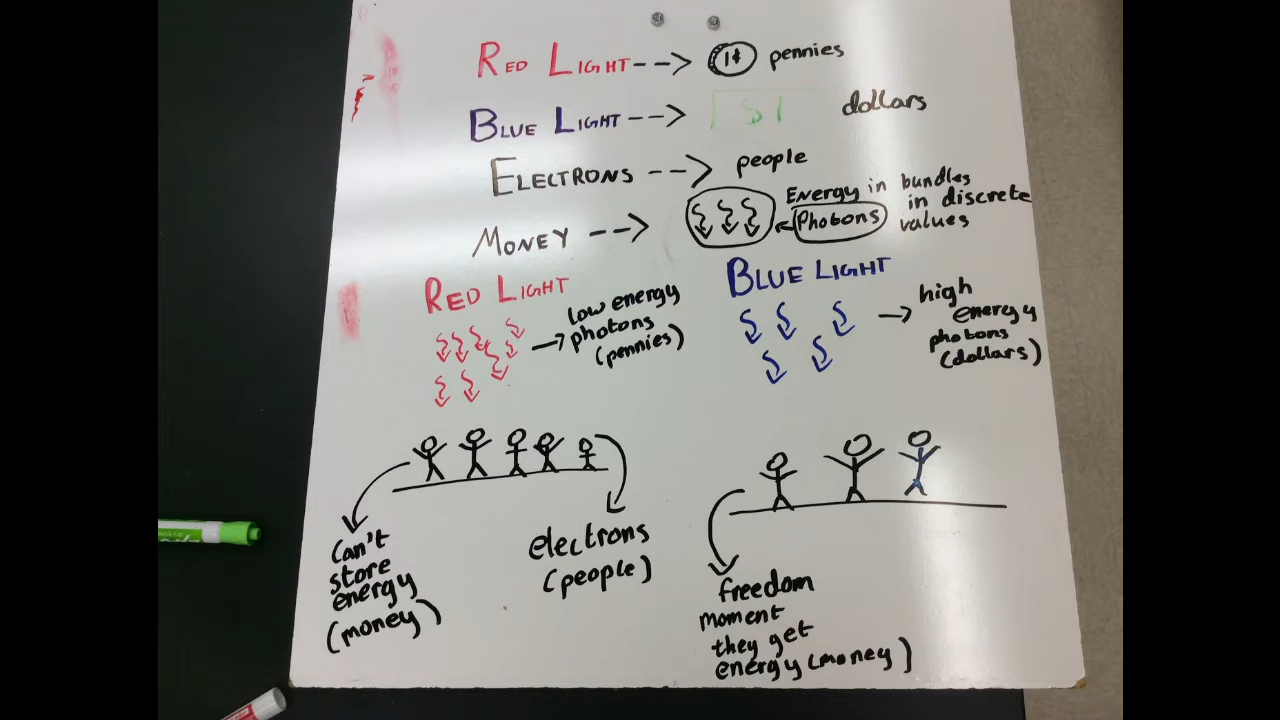 RED LIGHT --> 1¢ pennies
BLUE LIGHT --> $1 dollars
ELECTRONS --> people
MONEY --> Photons Energy in bundles
in discrete
values
RED LIGHT
low energy
photons
(pennies)
BLUE LIGHT
high
energy
photons
(dollars)
Can't
store
energy
(money)
electrons
(people)
freedom
moment
they get
energy (money)